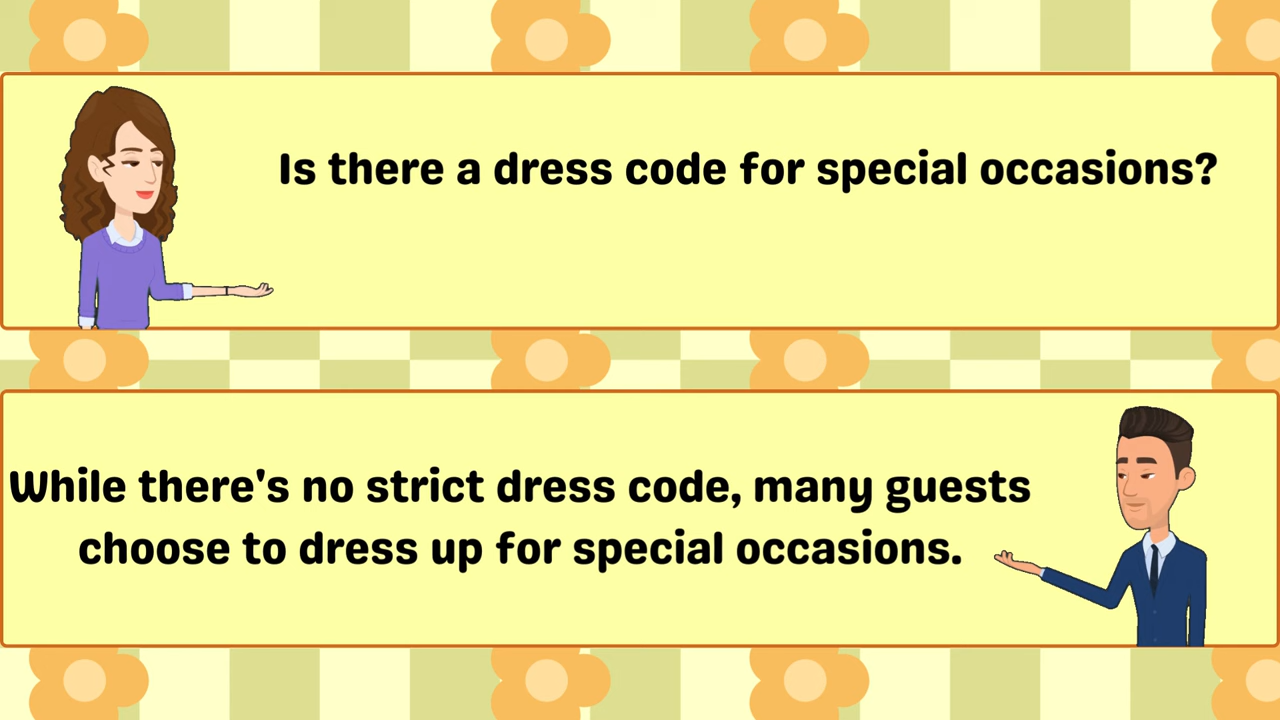 Is there a dress code for special occasions?
While there's no strict dress code, many guests
choose to dress up for special occasions.